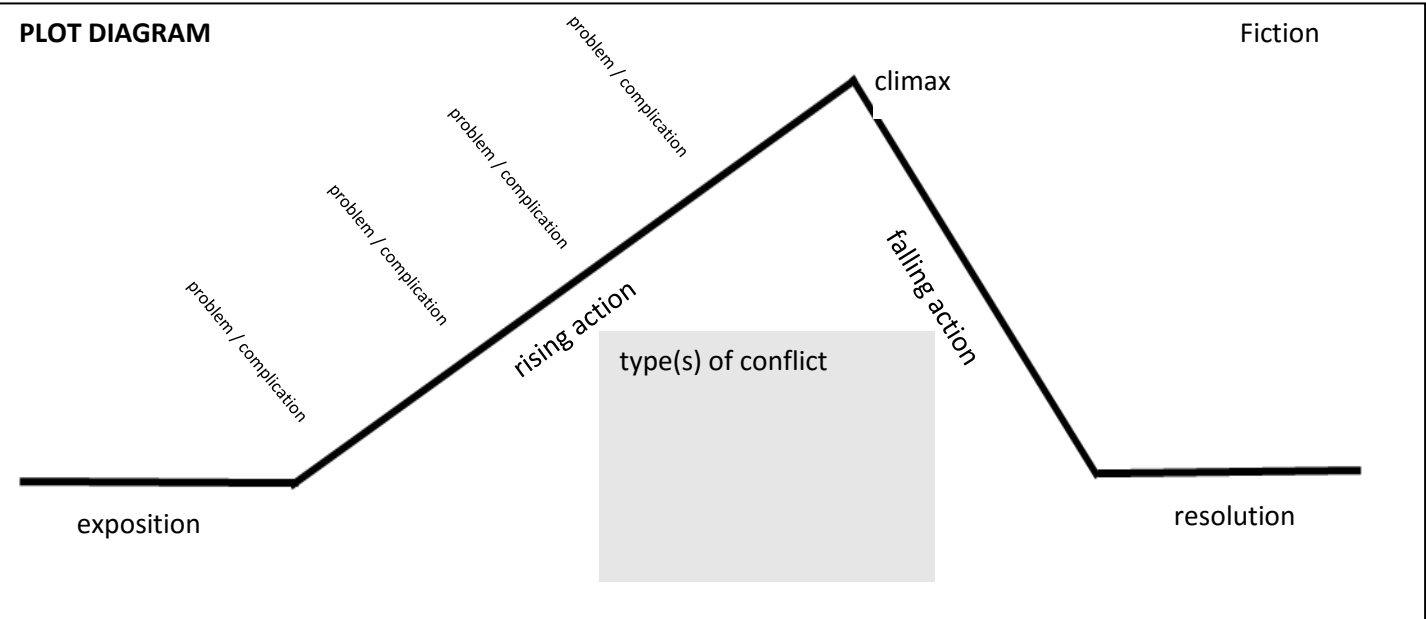 PLOT DIAGRAM
Fiction
problem / complication
climax
problem / complication
problem / complication
problem / complication
falling action
rising action
type(s) of conflict
exposition
resolution